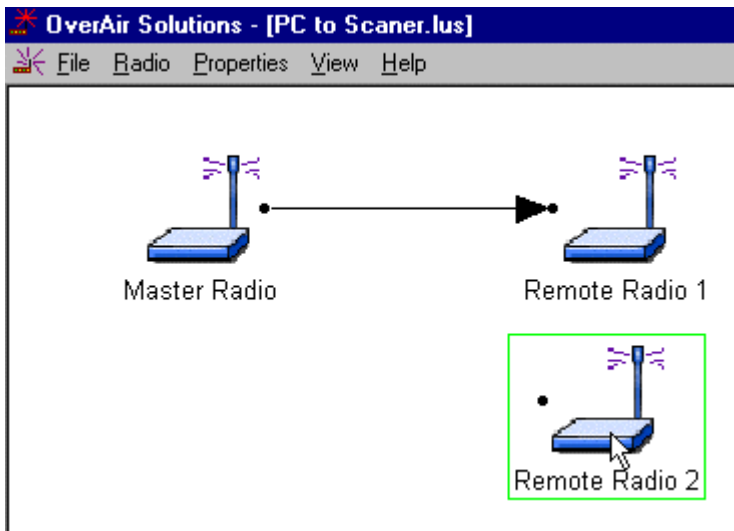 OverAir Solutions - [PC to Scaner.lus]
File Radio Properties View Help
Master Radio
Remote Radio 1
Remote Radio 2